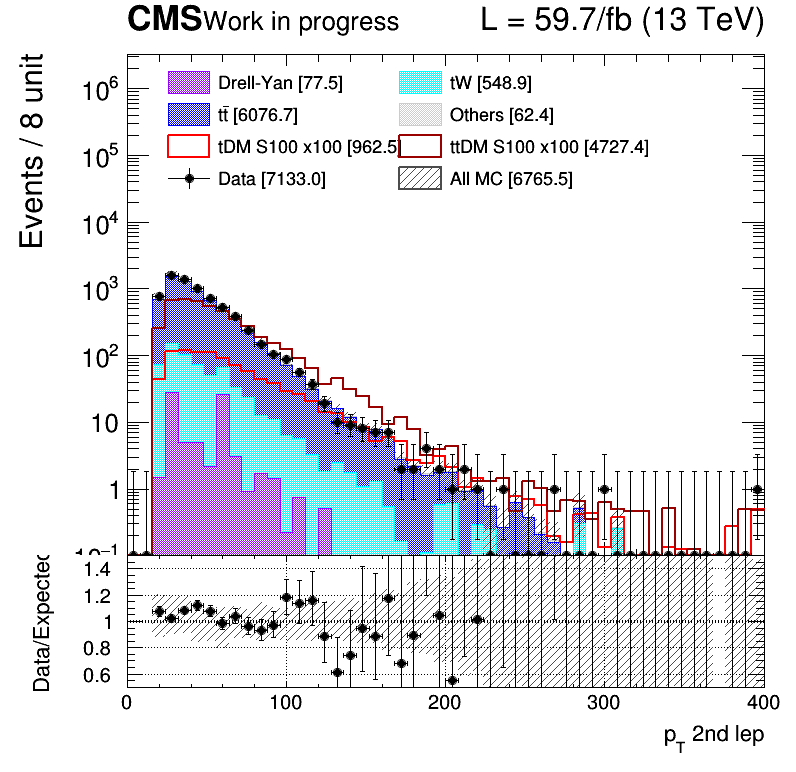 CMS Work in progress L = 59.7/fb (13 TeV)
Events / 8 unit
Drell-Yan [77.5] tW [548.9]
tt̄ [6076.7] Others [62.4]
tDM S100 x100 [962.5] ttDM S100 x100 [4727.4]
Data [7133.0] All MC [6765.5]
10⁶
10⁵
10⁴
10³
10²
10
1
10⁻¹
Data/Expected
1.4
1.2
1
0.8
0.6
0 100 200 300 400
p_T 2nd lep